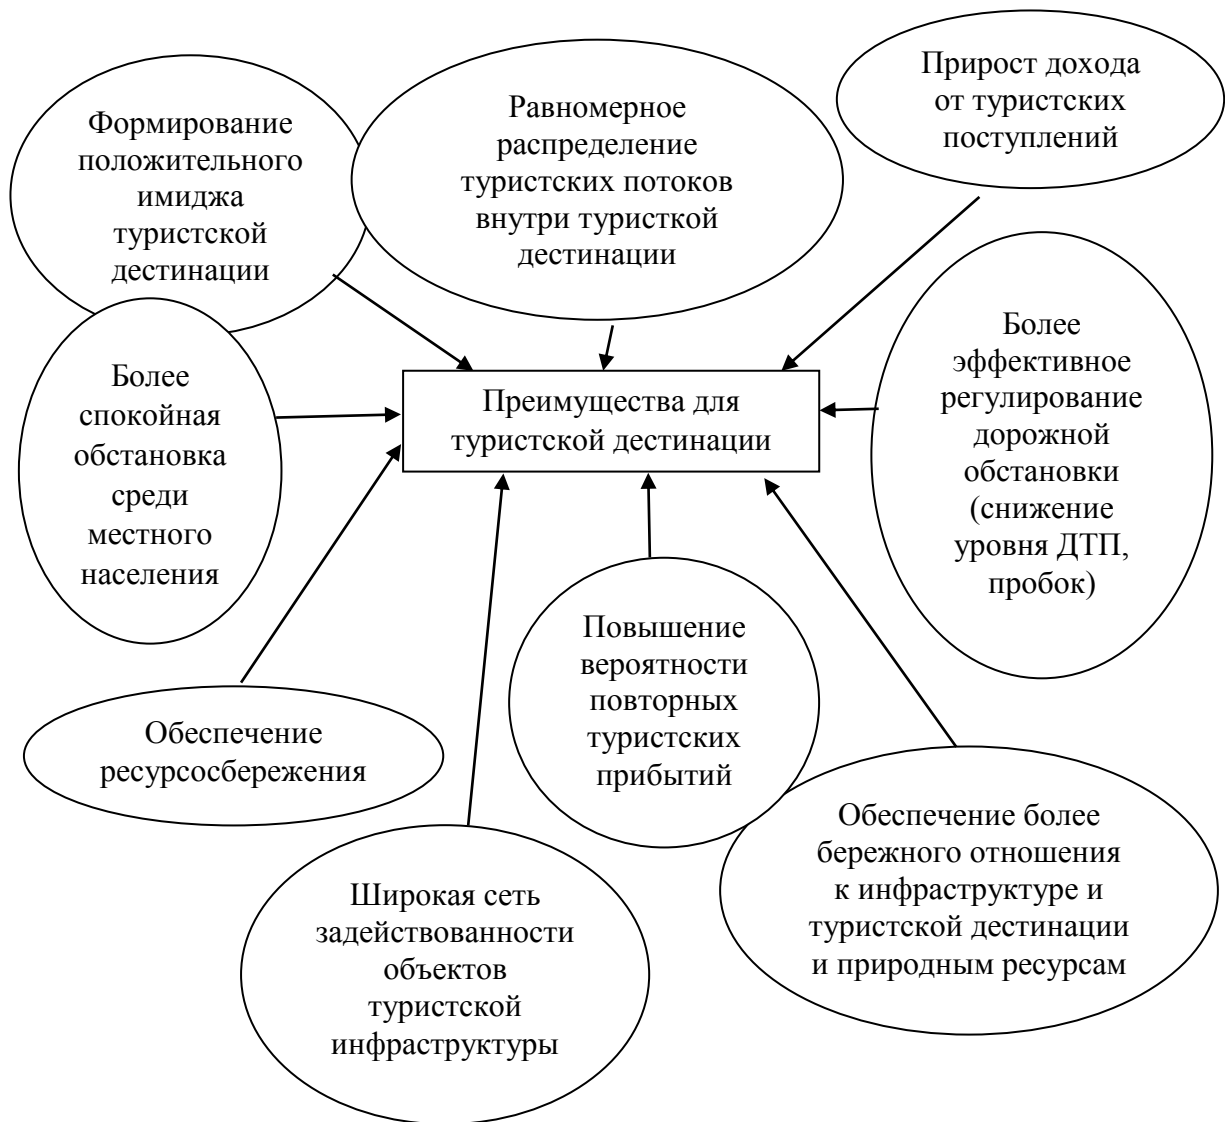 Формирование
положительного
имиджа
туристской
дестинации
Равномерное
распределение
туристских потоков
внутри туристкой
дестинации
Прирост дохода
от туристских
поступлений
Более
спокойная
обстановка
среди
местного
населения
Преимущества для
туристской дестинации
Более
эффективное
регулирование
дорожной
обстановки
(снижение
уровня ДТП,
пробок)
Обеспечение
ресурсосбережения
Повышение
вероятности
повторных
туристских
прибытий
Широкая сеть
задействованности
объектов
туристской
инфраструктуры
Обеспечение более
бережного отношения
к инфраструктуре и
туристской дестинации
и природным ресурсам